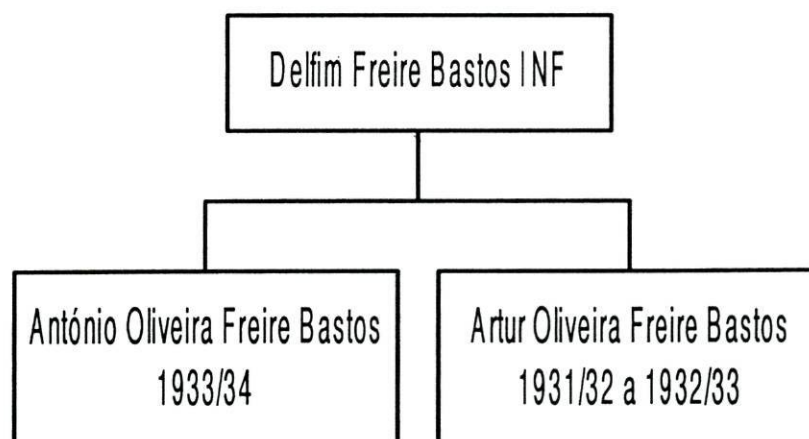 Delfim Freire Bastos INF
António Oliveira Freire Bastos
1933/34
Artur Oliveira Freire Bastos
1931/32 a 1932/33